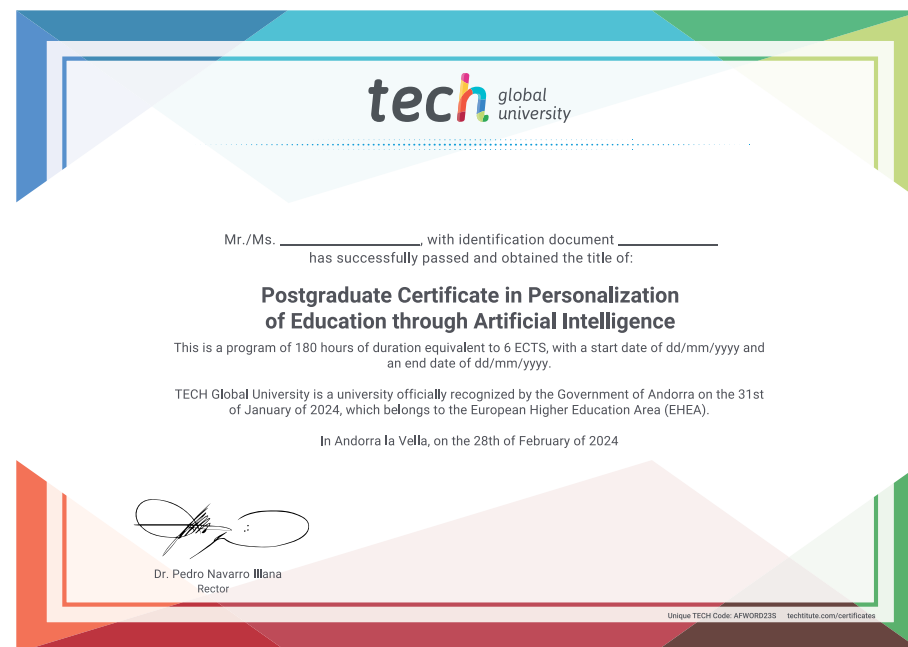 tech global university
Mr./Ms. ____________________, with identification document ______________
has successfully passed and obtained the title of:
Postgraduate Certificate in Personalization
of Education through Artificial Intelligence
This is a program of 180 hours of duration equivalent to 6 ECTS, with a start date of dd/mm/yyyy and
an end date of dd/mm/yyyy.
TECH Global University is a university officially recognized by the Government of Andorra on the 31st
of January of 2024, which belongs to the European Higher Education Area (EHEA).
In Andorra la Vella, on the 28th of February of 2024
Dr. Pedro Navarro Illana
Rector
Unique TECH Code: AFWORD23S techtitute.com/certificates